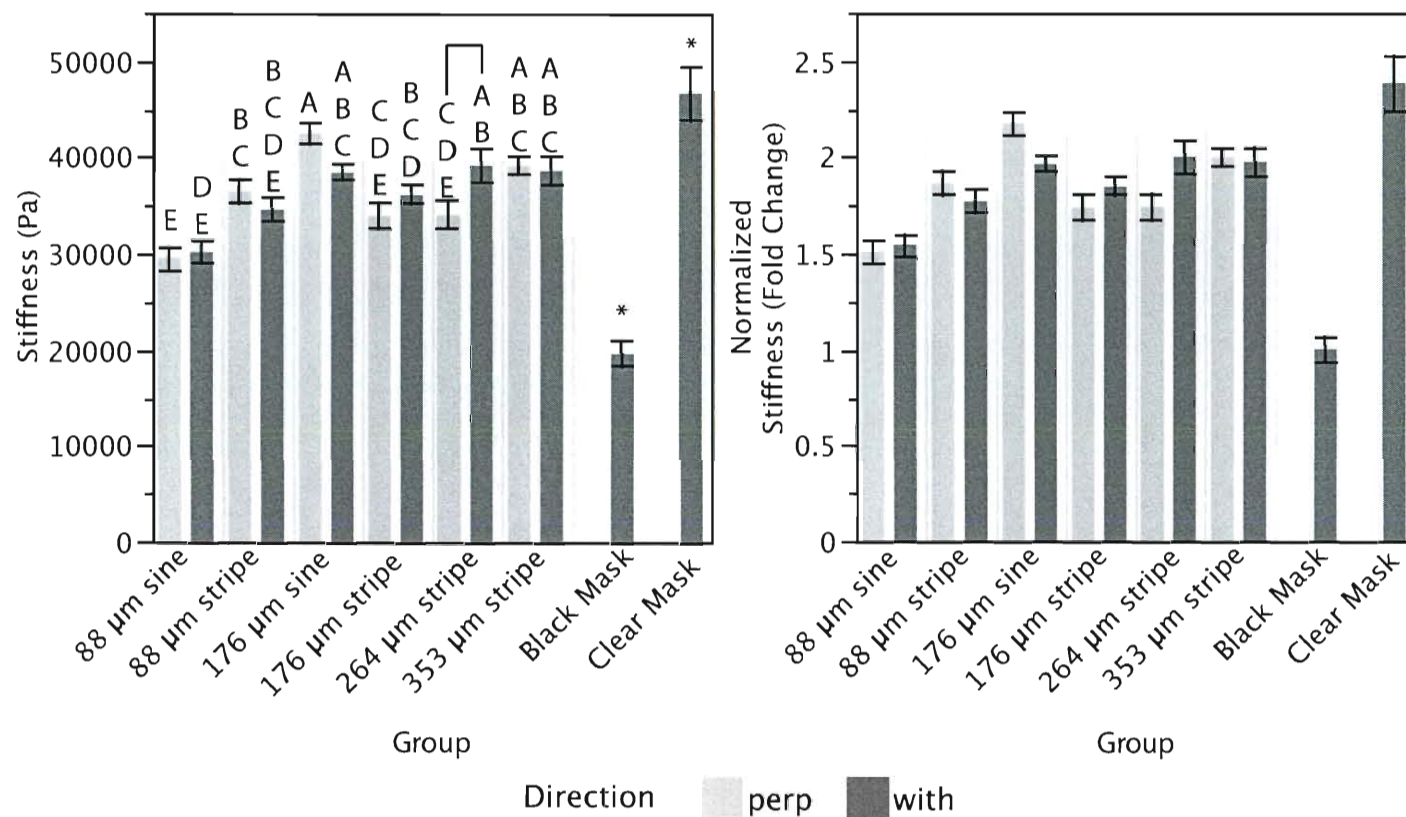 50000
40000
30000
20000
10000
0
Stiffness (Pa)
E
D
E
B
C
B
C
D
E
A
A
B
C
C
D
E
B
C
D
C
D
E
A
B
A
B
C
A
B
C
*
*
88 µm sine
88 µm stripe
176 µm sine
176 µm stripe
264 µm stripe
353 µm stripe
Black Mask
Clear Mask
Group
2.5
2
1.5
1
0.5
0
Normalized
Stiffness (Fold Change)
88 µm sine
88 µm stripe
176 µm sine
176 µm stripe
264 µm stripe
353 µm stripe
Black Mask
Clear Mask
Group
Direction perp with